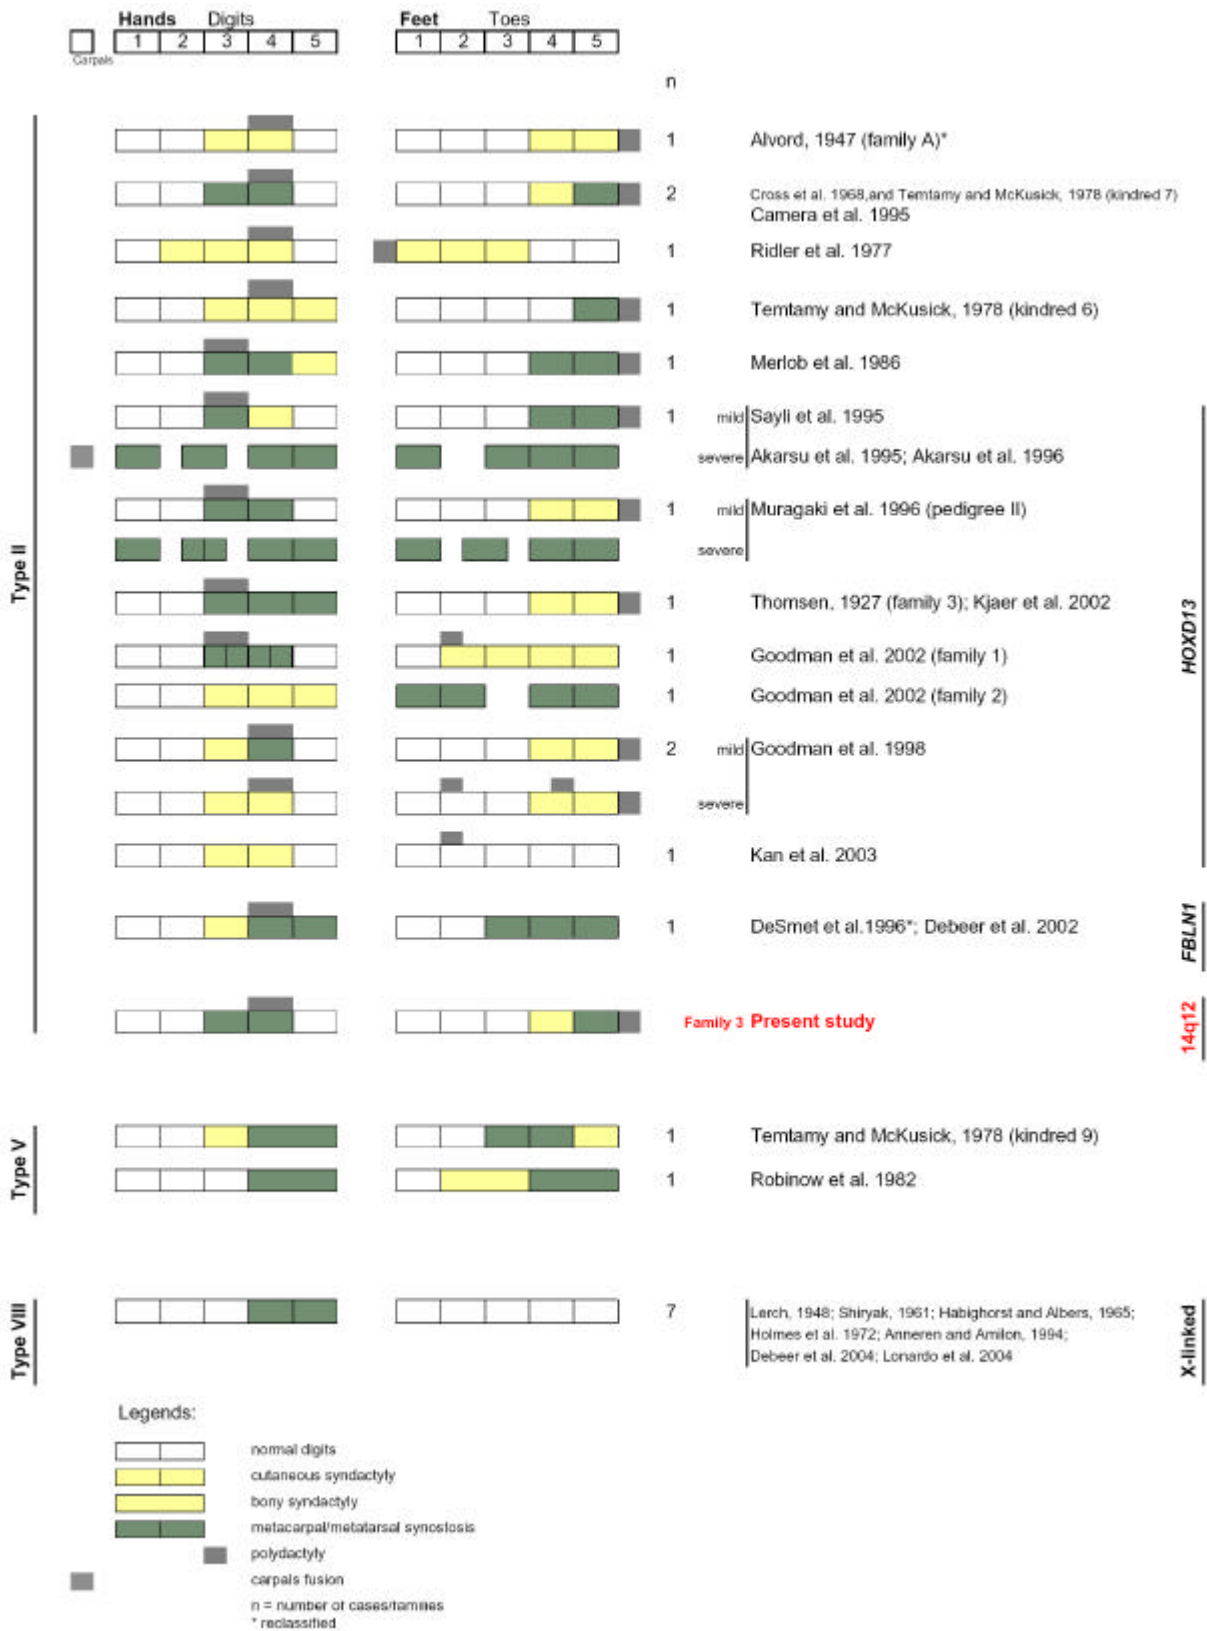 Hands Digits Feet Toes
1 2 3 4 5 1 2 3 4 5
Carpals
n
Type II
1 Alvord, 1947 (family A)*
2 Cross et al. 1968,and Temtamy and McKusick, 1978 (kindred 7)
Camera et al. 1995
1 Ridler et al. 1977
1 Temtamy and McKusick, 1978 (kindred 6)
1 Merlob et al. 1986
1 mild Sayli et al. 1995
severe Akarsu et al. 1995; Akarsu et al. 1996
1 mild Muragaki et al. 1996 (pedigree II)
severe
1 Thomsen, 1927 (family 3); Kjaer et al. 2002
1 Goodman et al. 2002 (family 1)
1 Goodman et al. 2002 (family 2)
2 mild Goodman et al. 1998
severe
1 Kan et al. 2003
HOXD13
1 DeSmet et al.1996*; Debeer et al. 2002
FBLN1
Family 3 Present study
14q12
Type V
1 Temtamy and McKusick, 1978 (kindred 9)
1 Robinow et al. 1982
Type VIII
7 Lerch, 1948; Shiryak, 1961; Habighorst and Albers, 1965;
Holmes et al. 1972; Anneren and Amilon, 1994;
Debeer et al. 2004; Lonardo et al. 2004
X-linked
Legends:
normal digits
cutaneous syndactyly
bony syndactyly
metacarpal/metatarsal synostosis
polydactyly
carpals fusion
n = number of cases/families
* reclassified